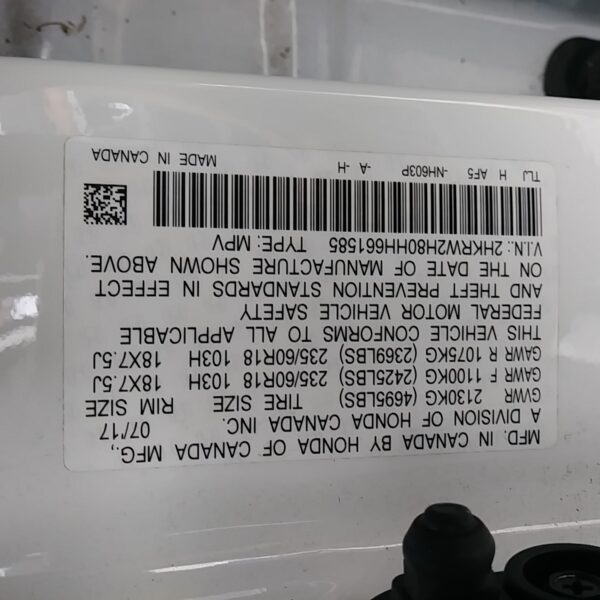 MFD. IN CANADA BY HONDA OF CANADA MFG.,
A DIVISION OF HONDA CANADA INC. 07/17
GVWR TIRE SIZE RIM SIZE
2130KG (4695LBS)
GAWR F 1100KG (2425LBS) 235/60R18 103H 18X7.5J
GAWR R 1075KG (2369LBS) 235/60R18 103H 18X7.5J
THIS VEHICLE CONFORMS TO ALL APPLICABLE
FEDERAL MOTOR VEHICLE SAFETY
AND THEFT PREVENTION STANDARDS IN EFFECT
ON THE DATE OF MANUFACTURE SHOWN ABOVE.
V.I.N.: 2HKRW2H80HH661585 TYPE: MPV
TLJ H AF5 -NH603P -A -H MADE IN CANADA